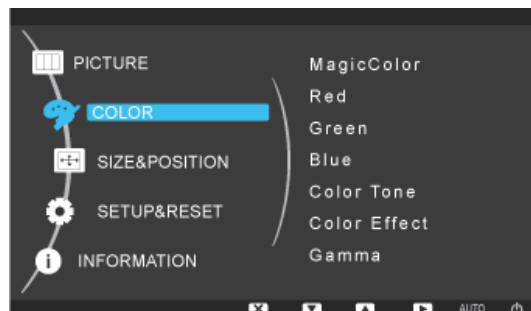 PICTURE
COLOR
SIZE&POSITION
SETUP&RESET
INFORMATION
MagicColor
Red
Green
Blue
Color Tone
Color Effect
Gamma
AUTO